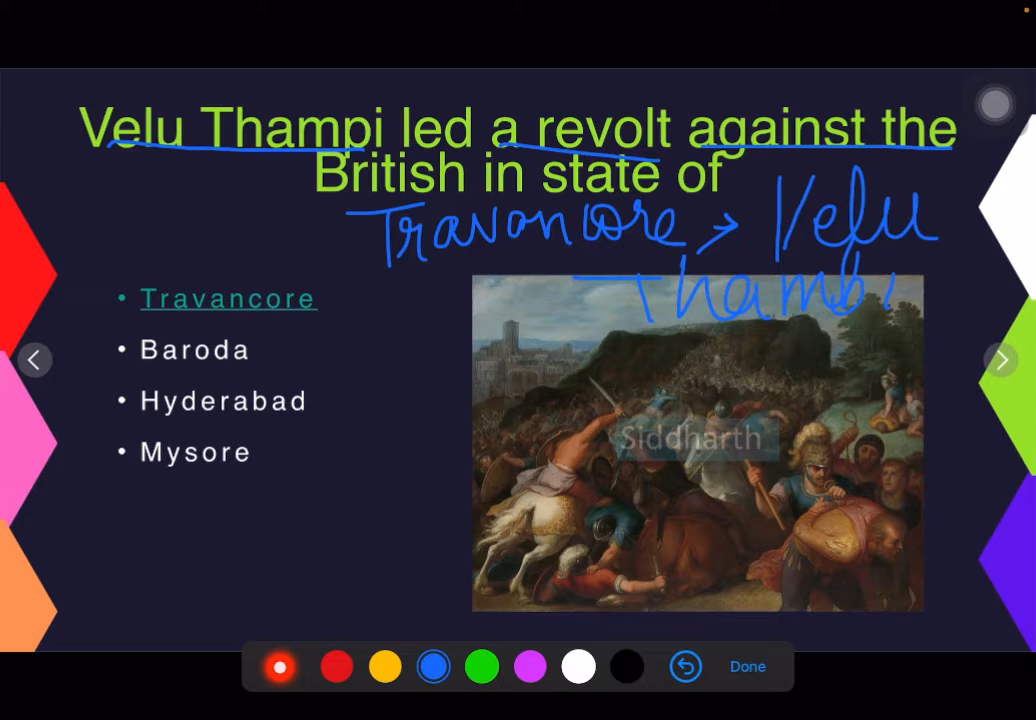 Velu Thampi led a revolt against the
British in state of
Travancore → Velu
Thambi
• Travancore
• Baroda
• Hyderabad
• Mysore
Siddharth
Done